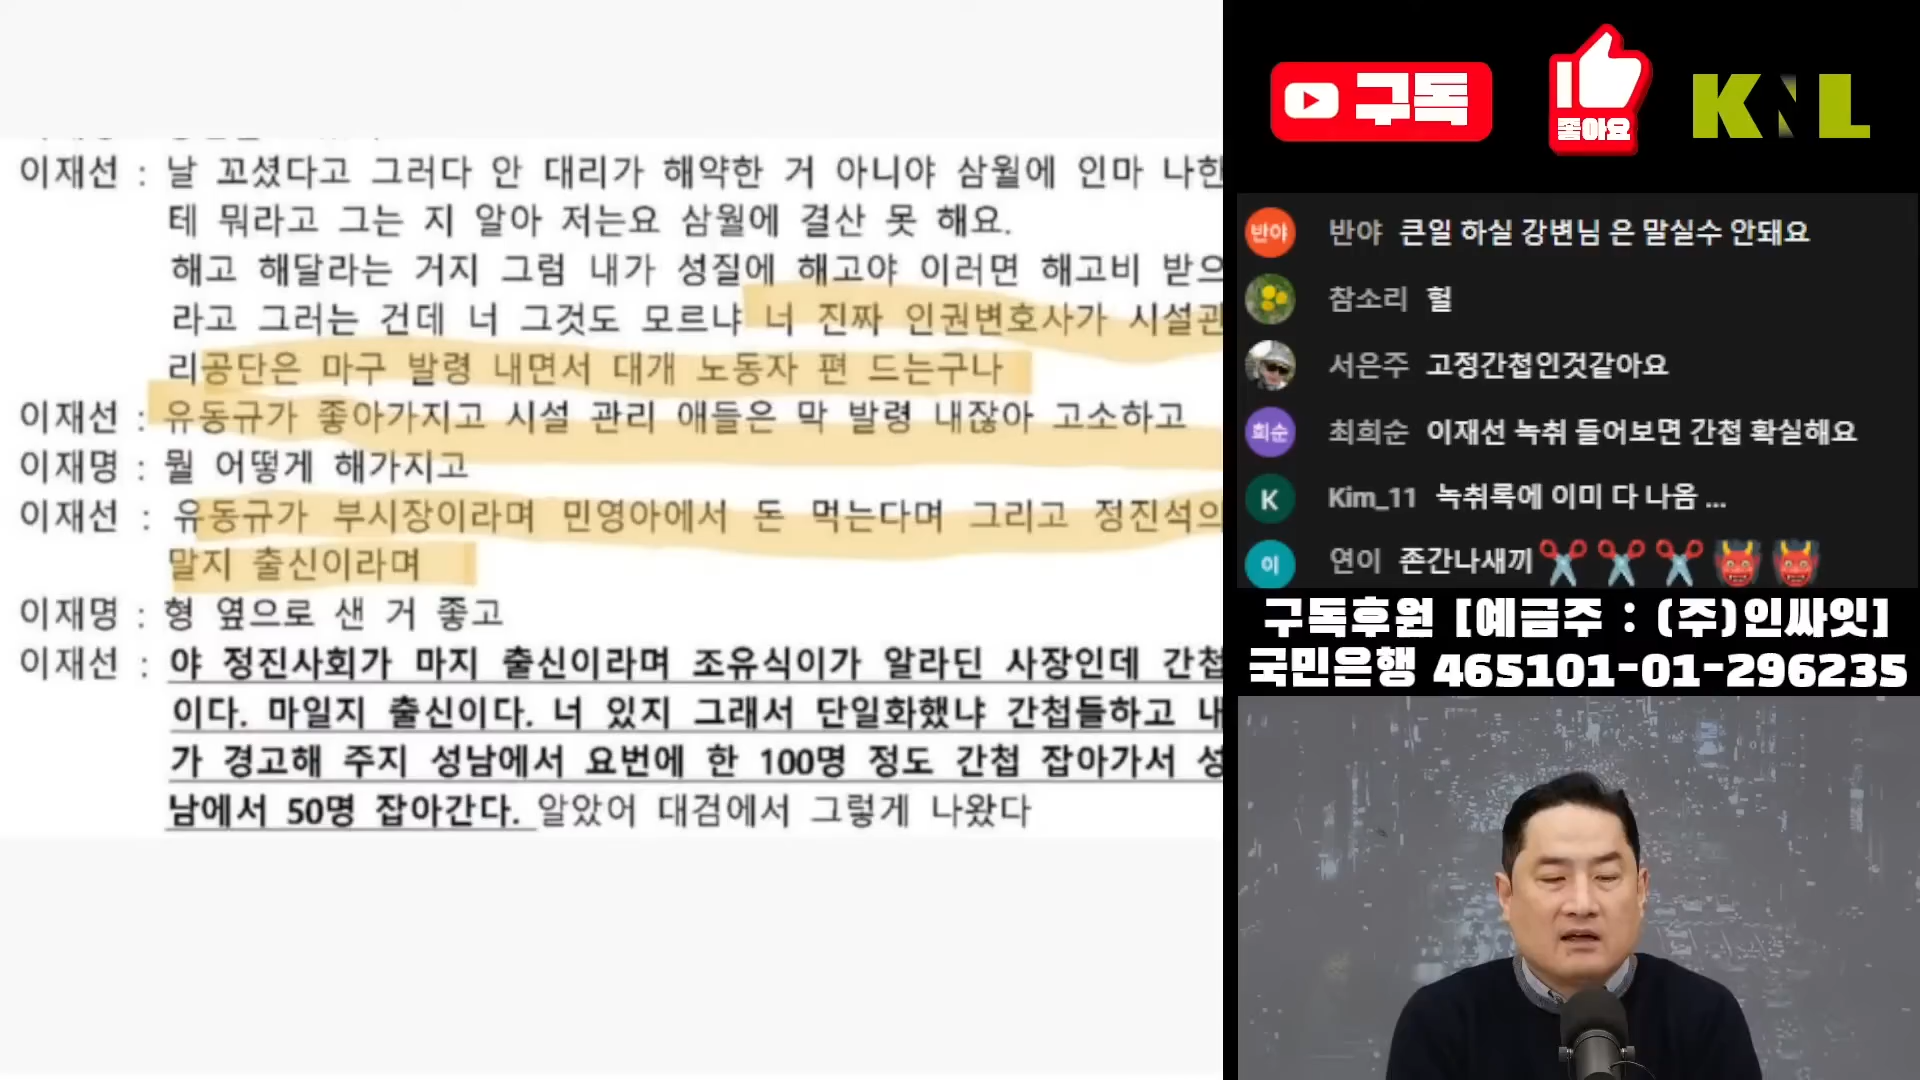 이재선 : 날 꼬셨다고 그러다 안 대리가 해약한 거 아니야 삼월에 인마 나한
테 뭐라고 그는 지 알아 저는요 삼월에 결산 못 해요.
해고 해달라는 거지 그럼 내가 성질에 해고야 이러면 해고비 받으
라고 그러는 건데 너 그것도 모르냐 너 진짜 인권변호사가 시설관
리공단은 마구 발령 내면서 대개 노동자 편 드는구나
이재선 : 유동규가 좋아가지고 시설 관리 애들은 막 발령 내잖아 고소하고
이재명 : 뭘 어떻게 해가지고
이재선 : 유동규가 부시장이라며 민영아에서 돈 먹는다며 그리고 정진석의
말지 출신이라며
이재명 : 형 옆으로 샌 거 좋고
이재선 : 야 정진사회가 마지 출신이라며 조유식이가 알라딘 사장인데 간첩
이다. 마일지 출신이다. 너 있지 그래서 단일화했냐 간첩들하고 내
가 경고해 주지 성남에서 요번에 한 100명 정도 간첩 잡아가서 성
남에서 50명 잡아간다. 알았어 대검에서 그렇게 나왔다
구독
좋아요
KNL
반야 반야 큰일 하실 강변님 은 말실수 안돼요
참소리 헐
서은주 고정간첩인것같아요
희순 최희순 이재선 녹취 들어보면 간첩 확실해요
K Kim_11 녹취록에 이미 다 나옴 ...
이 연이 존간나새끼✂️✂️✂️👹👹
구독후원 [예금주 : (주)인싸잇]
국민은행 465101-01-296235